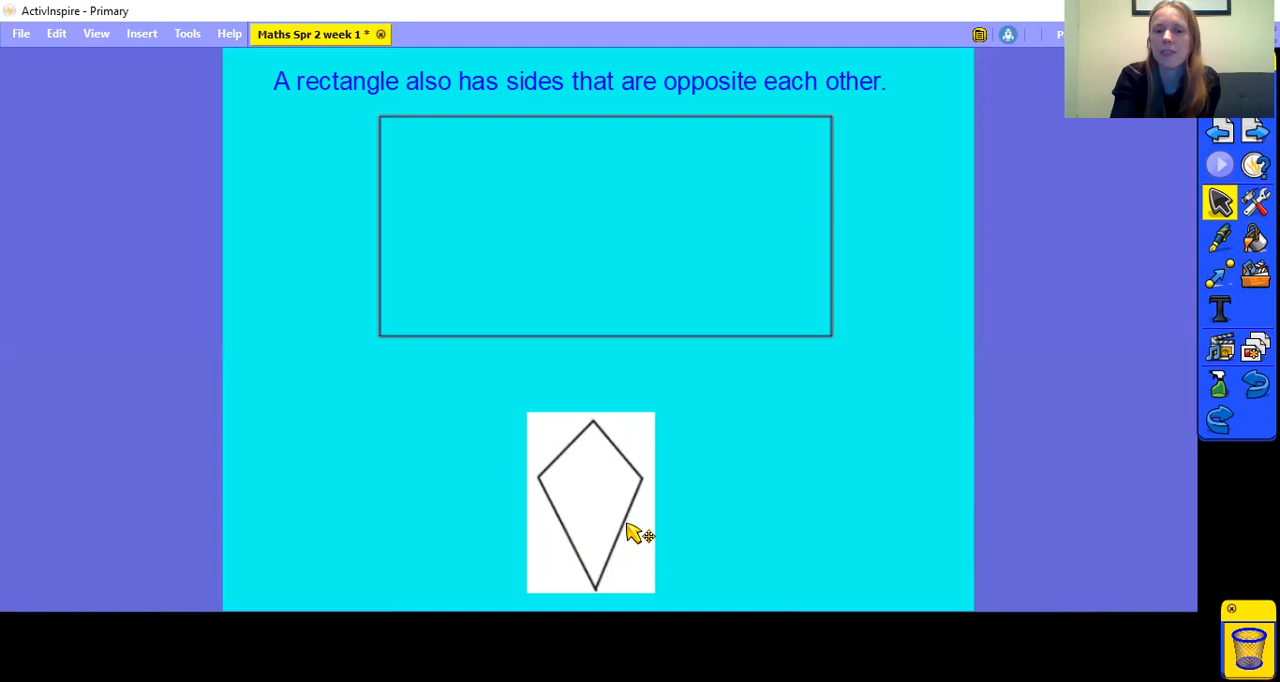 ActivInspire - Primary
File Edit View Insert Tools Help Maths Spr 2 week 1 *
A rectangle also has sides that are opposite each other.